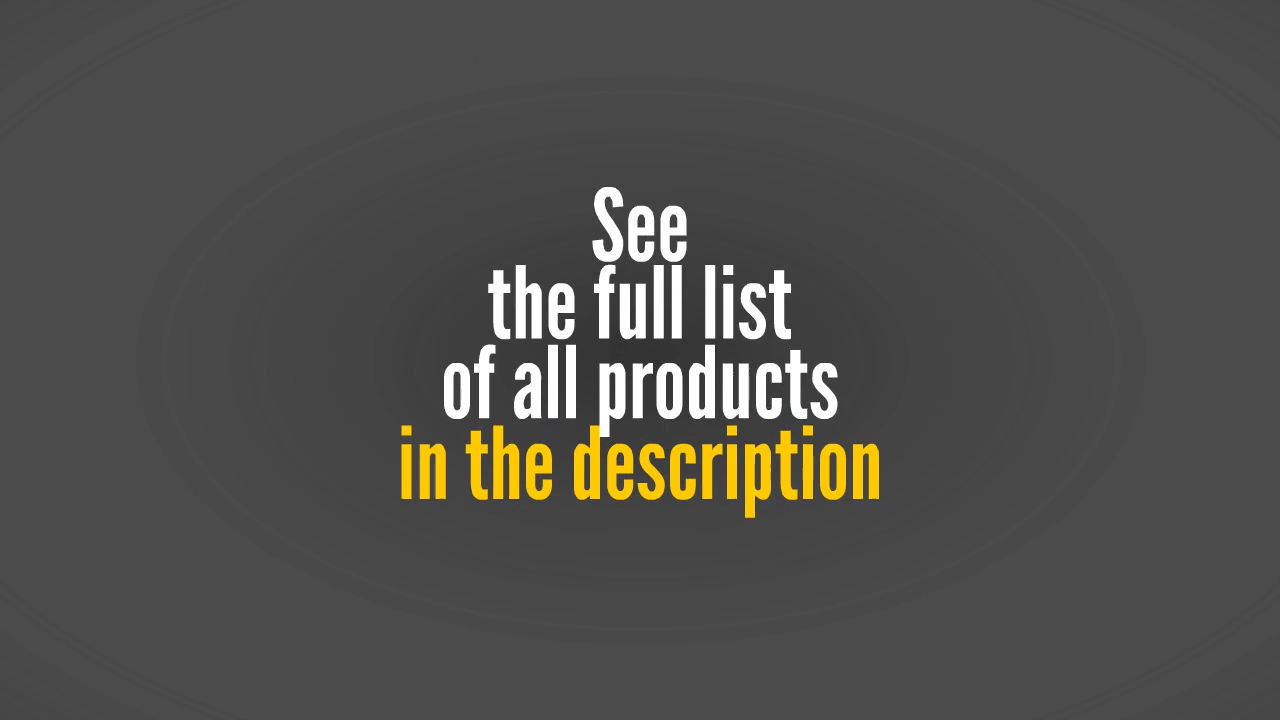 See
the full list
of all products
in the description